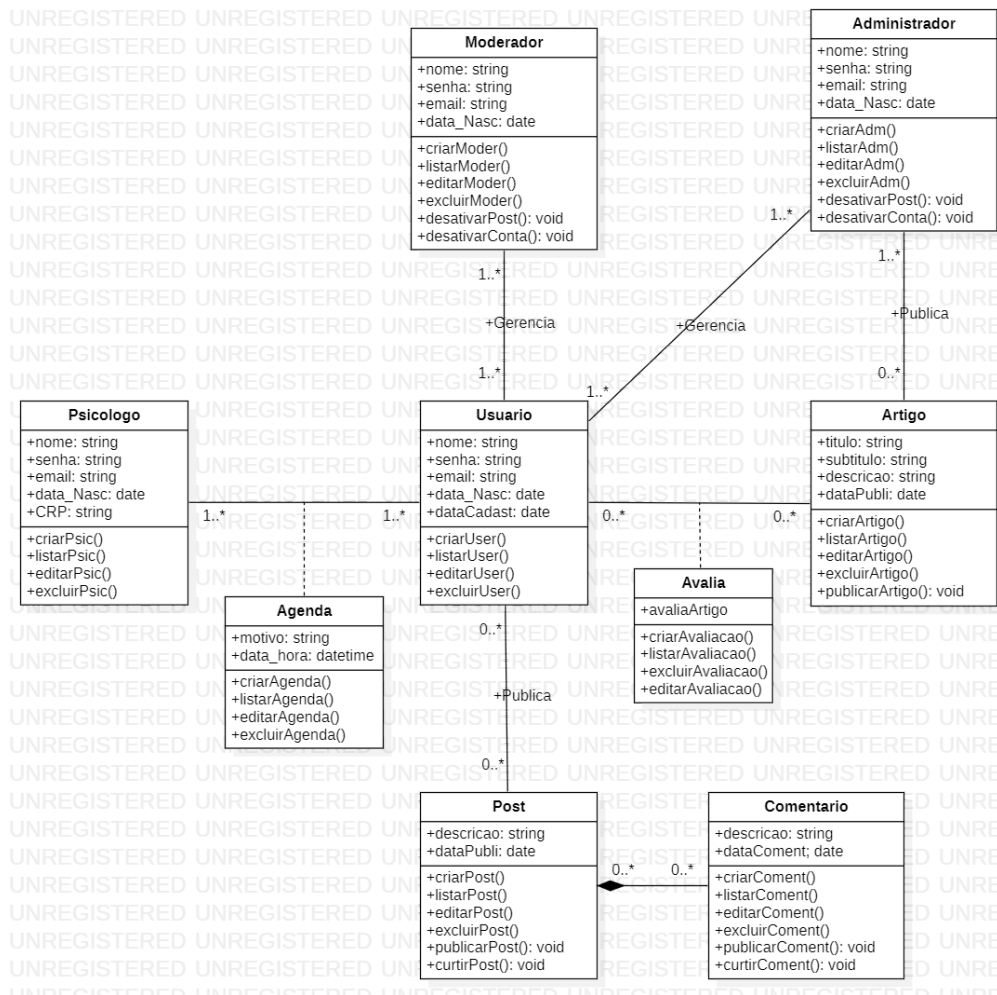 Moderador
+nome: string
+senha: string
+email: string
+data_Nasc: date
+criarModer()
+listarModer()
+editarModer()
+excluirModer()
+desativarPost(): void
+desativarConta(): void
Administrador
+nome: string
+senha: string
+email: string
+data_Nasc: date
+criarAdm()
+listarAdm()
+editarAdm()
+excluirAdm()
+desativarPost(): void
+desativarConta(): void
1..*
+Gerencia
1..*
1..*
+Gerencia
1..*
1..*
+Publica
0..*
Psicologo
+nome: string
+senha: string
+email: string
+data_Nasc: date
+CRP: string
+criarPsic()
+listarPsic()
+editarPsic()
+excluirPsic()
1..*
1..*
Usuario
+nome: string
+senha: string
+email: string
+data_Nasc: date
+dataCadast: date
+criarUser()
+listarUser()
+editarUser()
+excluirUser()
0..*
0..*
Artigo
+titulo: string
+subtitulo: string
+descricao: string
+dataPubli: date
+criarArtigo()
+listarArtigo()
+editarArtigo()
+excluirArtigo()
+publicarArtigo(): void
Agenda
+motivo: string
+data_hora: datetime
+criarAgenda()
+listarAgenda()
+editarAgenda()
+excluirAgenda()
Avalia
+avaliaArtigo
+criarAvaliacao()
+listarAvaliacao()
+excluirAvaliacao()
+editarAvaliacao()
0..*
+Publica
0..*
Post
+descricao: string
+dataPubli: date
+criarPost()
+listarPost()
+editarPost()
+excluirPost()
+publicarPost(): void
+curtirPost(): void
0..*
0..*
Comentario
+descricao: string
+dataComent; date
+criarComent()
+listarComent()
+editarComent()
+excluirComent()
+publicarComent(): void
+curtirComent(): void
UNREGISTERED